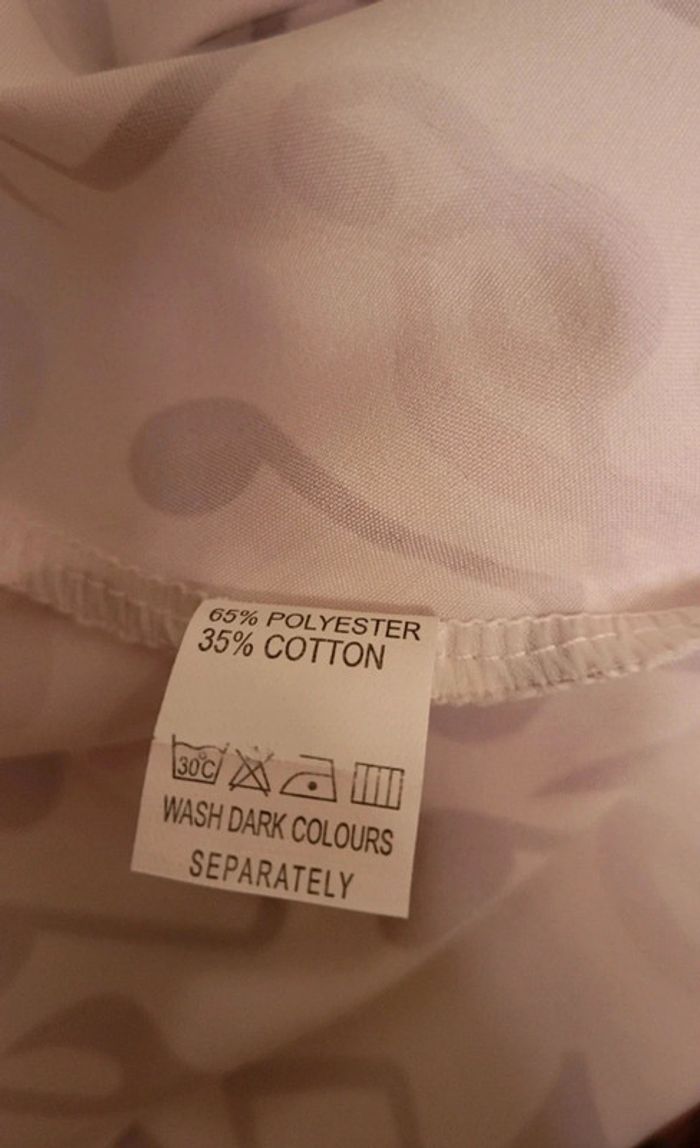 65% POLYESTER
35% COTTON
30°C
WASH DARK COLOURS
SEPARATELY